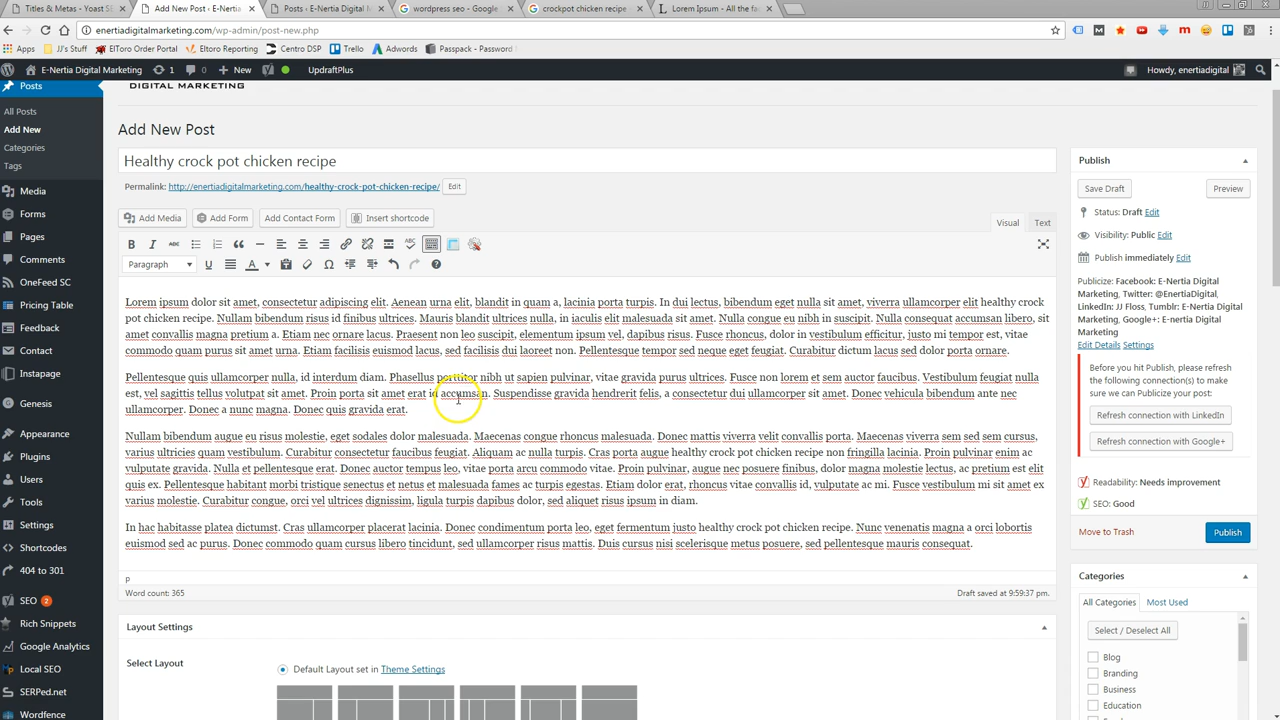 Titles & Metas - Yoast S
Add New Post - E-Nertia
Posts ‹ E-Nertia Digital M
wordpress seo - Google
crockpot chicken recipe
Lorem Ipsum - All the fa
enertiadigitalmarketing.com/wp-admin/post-new.php
Apps JJ's Stuff ElToro Order Portal Eltoro Reporting Centro DSP Trello Adwords Passpack - Password
E-Nertia Digital Marketing 1 0 + New UpdraftPlus Howdy, enertiadigital
Posts
All Posts
Add New
Categories
Tags
Media
Forms
Pages
Comments
OneFeed SC
Pricing Table
Feedback
Contact
Instapage
Genesis
Appearance
Plugins
Users
Tools
Settings
Shortcodes
404 to 301
SEO 2
Rich Snippets
Google Analytics
Local SEO
SERPed.net
Wordfence
DIGITAL MARKETING
Add New Post
Healthy crock pot chicken recipe
Permalink: http://enertiadigitalmarketing.com/healthy-crock-pot-chicken-recipe/ Edit
Add Media Add Form Add Contact Form Insert shortcode
Visual Text
B I ABC
Paragraph U A Ω
Lorem ipsum dolor sit amet, consectetur adipiscing elit. Aenean urna elit, blandit in quam a, lacinia porta turpis. In dui lectus, bibendum eget nulla sit amet, viverra ullamcorper elit healthy crock
pot chicken recipe. Nullam bibendum risus id finibus ultrices. Mauris blandit ultrices nulla, in iaculis elit malesuada sit amet. Nulla congue eu nibh in suscipit. Nulla consequat accumsan libero, sit
amet convallis magna pretium a. Etiam nec ornare lacus. Praesent non leo suscipit, elementum ipsum vel, dapibus risus. Fusce rhoncus, dolor in vestibulum efficitur, justo mi tempor est, vitae
commodo quam purus sit amet urna. Etiam facilisis euismod lacus, sed facilisis dui laoreet non. Pellentesque tempor sed neque eget feugiat. Curabitur dictum lacus sed dolor porta ornare.
Pellentesque quis ullamcorper nulla, id interdum diam. Phasellus porttitor nibh ut sapien pulvinar, vitae gravida purus ultrices. Fusce non lorem et sem auctor faucibus. Vestibulum feugiat nulla
est, vel sagittis tellus volutpat sit amet. Proin porta sit amet erat id accumsan. Suspendisse gravida hendrerit felis, a consectetur dui ullamcorper sit amet. Donec vehicula bibendum ante nec
ullamcorper. Donec a nunc magna. Donec quis gravida erat.
Nullam bibendum augue eu risus molestie, eget sodales dolor malesuada. Maecenas congue rhoncus malesuada. Donec mattis viverra velit convallis porta. Maecenas viverra sem sed sem cursus,
varius ultricies quam vestibulum. Curabitur consectetur faucibus feugiat. Aliquam ac nulla turpis. Cras porta augue healthy crock pot chicken recipe non fringilla lacinia. Proin pulvinar enim ac
vulputate gravida. Nulla et pellentesque erat. Donec auctor tempus leo, vitae porta arcu commodo vitae. Proin pulvinar, augue nec posuere finibus, dolor magna molestie lectus, ac pretium est elit
quis ex. Pellentesque habitant morbi tristique senectus et netus et malesuada fames ac turpis egestas. Etiam dolor erat, rhoncus vitae convallis id, vulputate ac mi. Fusce vestibulum mi sit amet ex
varius molestie. Curabitur congue, orci vel ultrices dignissim, ligula turpis dapibus dolor, sed aliquet risus ipsum in diam.
In hac habitasse platea dictumst. Cras ullamcorper placerat lacinia. Donec condimentum porta leo, eget fermentum justo healthy crock pot chicken recipe. Nunc venenatis magna a orci lobortis
euismod sed ac purus. Donec commodo quam cursus libero tincidunt, sed ullamcorper risus mattis. Duis cursus nisi scelerisque metus posuere, sed pellentesque mauris consequat.
p
Word count: 365 Draft saved at 9:59:37 pm.
Layout Settings
Select Layout
Default Layout set in Theme Settings
Publish
Save Draft Preview
Status: Draft Edit
Visibility: Public Edit
Publish immediately Edit
Publicize: Facebook: E-Nertia Digital
Marketing, Twitter: @EnertiaDigital,
LinkedIn: JJ Floss, Tumblr: E-Nertia Digital
Marketing, Google+: E-nertia Digital
Marketing
Edit Details Settings
Before you hit Publish, please refresh
the following connection(s) to make
sure we can Publicize your post:
Refresh connection with LinkedIn
Refresh connection with Google+
Readability: Needs improvement
SEO: Good
Move to Trash Publish
Categories
All Categories Most Used
Select / Deselect All
Blog
Branding
Business
Education